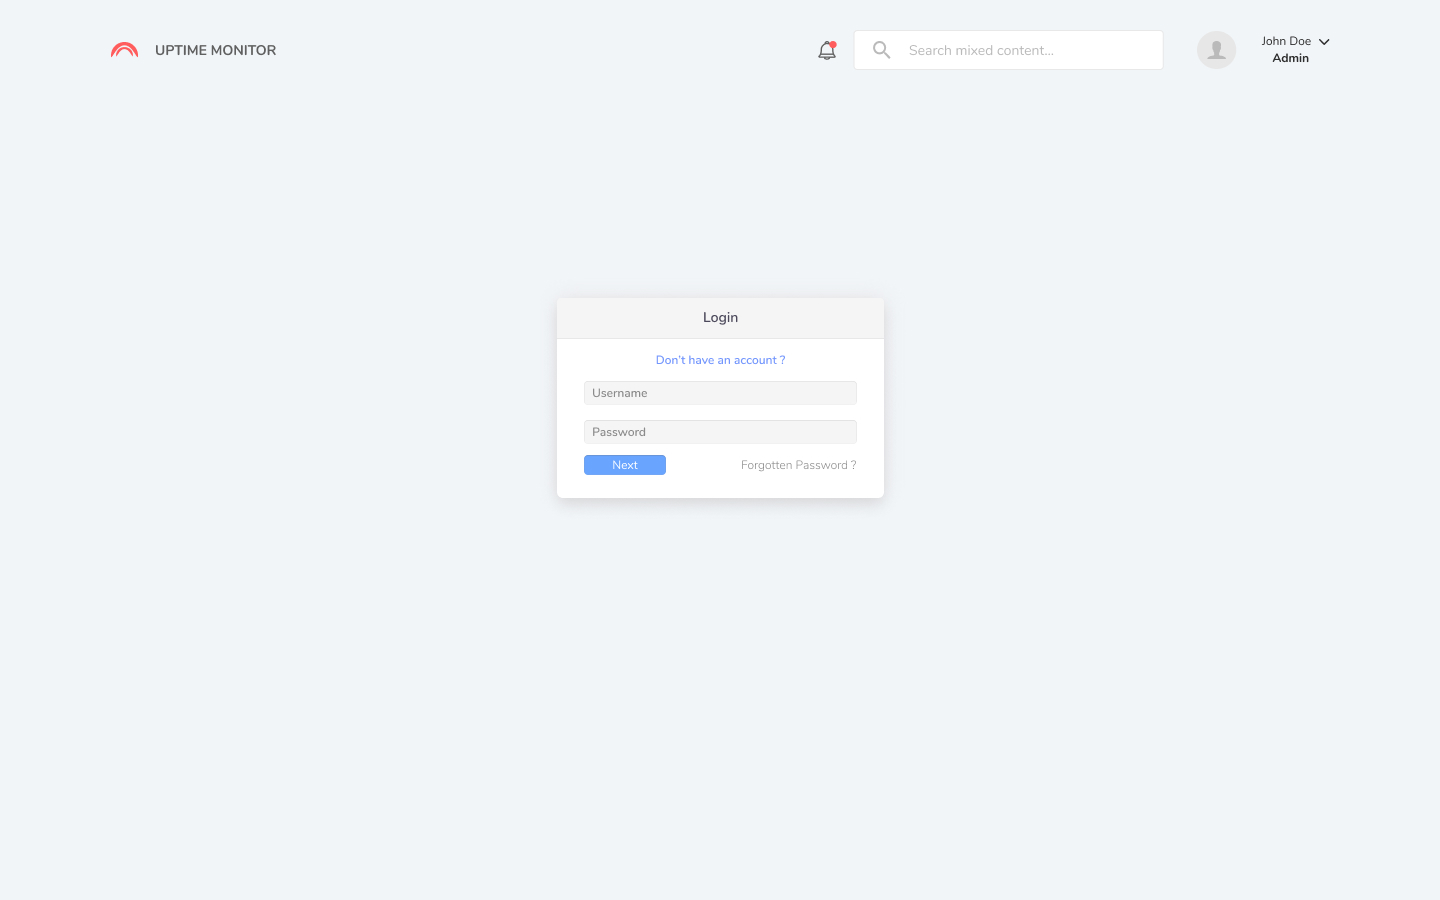 UPTIME MONITOR
Search mixed content...
John Doe
Admin
Login
Don't have an account ?
Username
Password
Next
Forgotten Password ?